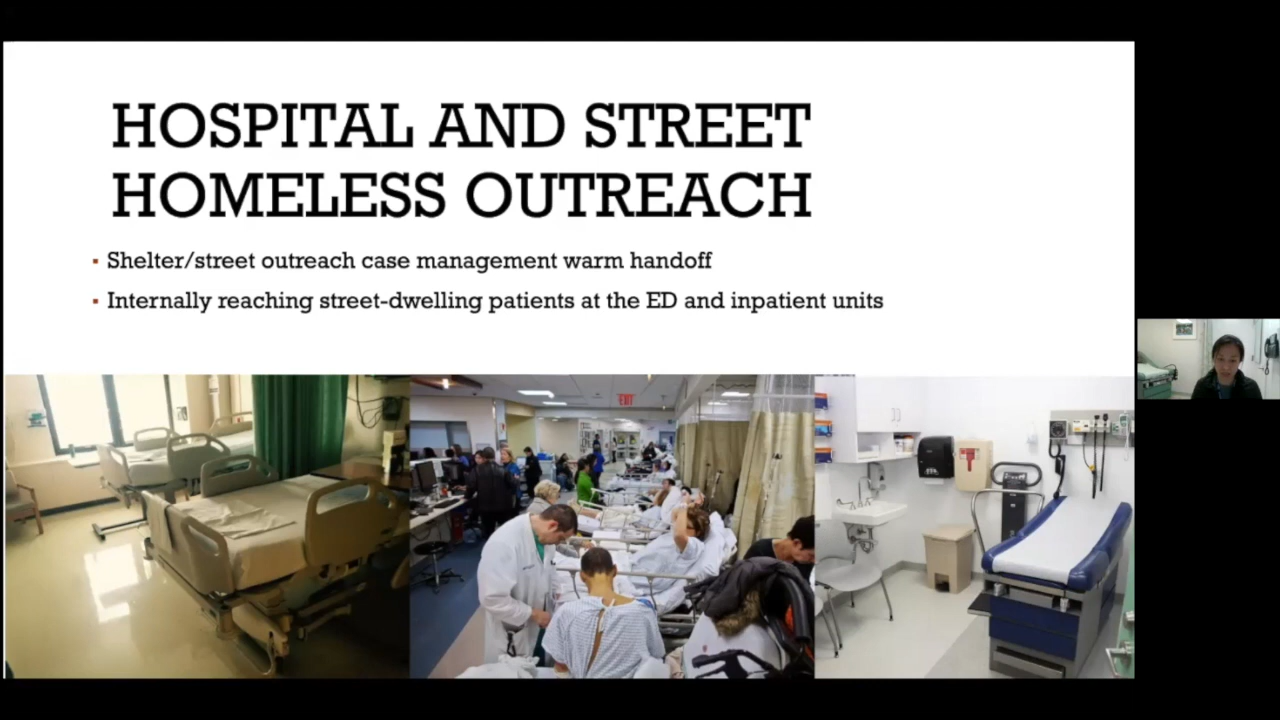 HOSPITAL AND STREET
HOMELESS OUTREACH
▪ Shelter/street outreach case management warm handoff
▪ Internally reaching street-dwelling patients at the ED and inpatient units
EXIT